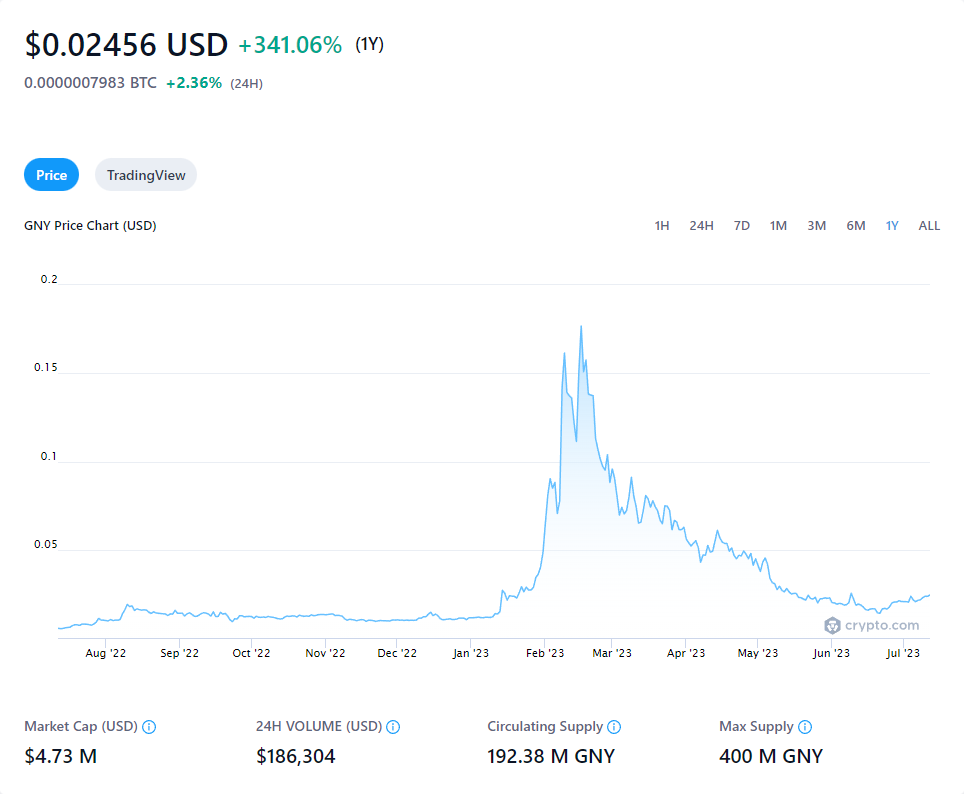 $0.02456 USD +341.06% (1Y)
0.0000007983 BTC +2.36% (24H)
Price TradingView
GNY Price Chart (USD) 1H 24H 7D 1M 3M 6M 1Y ALL
0.2
0.15
0.1
0.05
crypto.com
Aug '22 Sep '22 Oct '22 Nov '22 Dec '22 Jan '23 Feb '23 Mar '23 Apr '23 May '23 Jun '23 Jul '23
Market Cap (USD) 24H VOLUME (USD) Circulating Supply Max Supply
$4.73 M $186,304 192.38 M GNY 400 M GNY